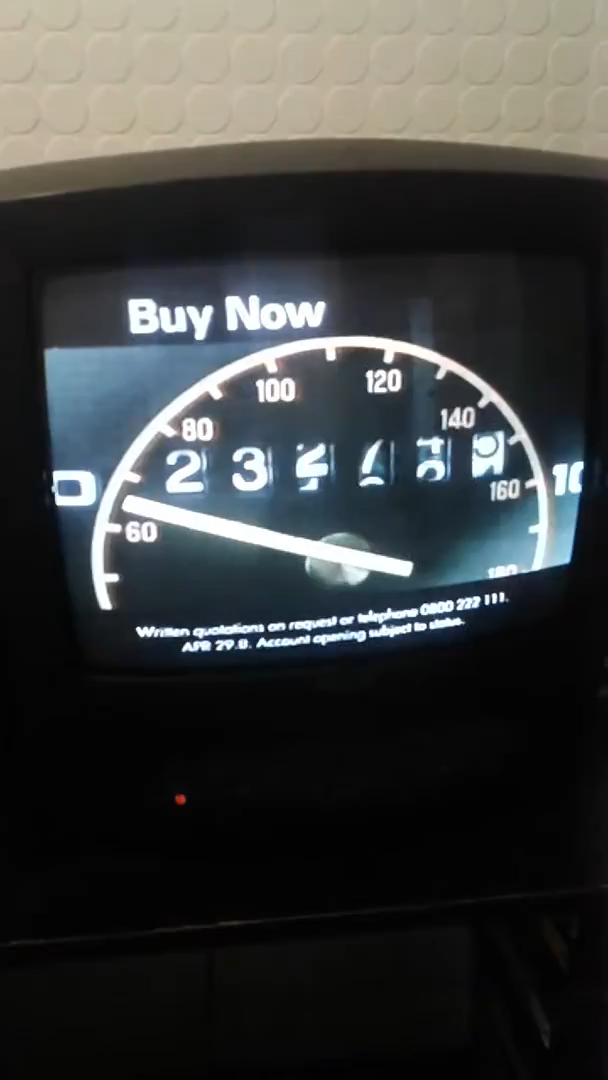 Buy Now
100
120
80
140
2 3
160
60
180
Written quotations on request or telephone 0800 222 111.
APR 29.8. Account opening subject to status.